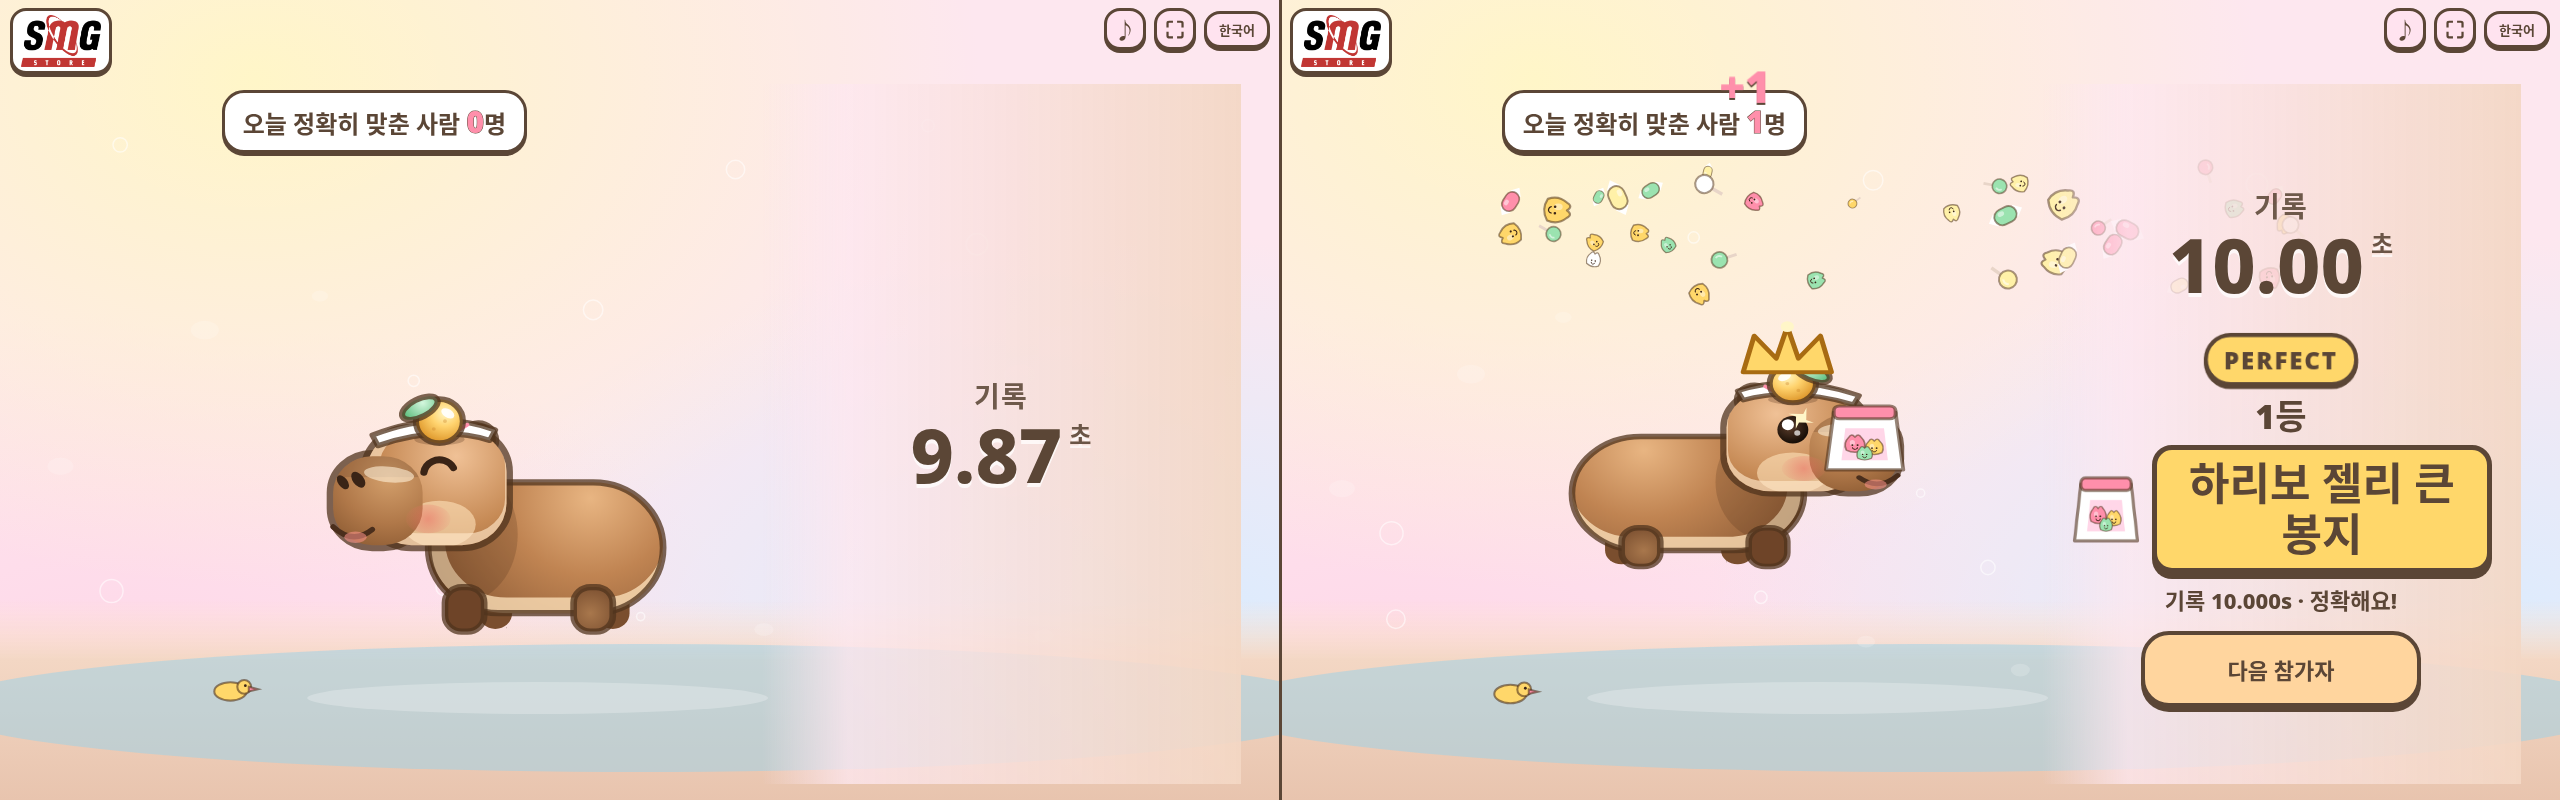 SMG
STORE
한국어
오늘 정확히 맞춘 사람 0명
기록
9.87초
SMG
STORE
한국어
+1
오늘 정확히 맞춘 사람 1명
기록
10.00초
PERFECT
1등
하리보 젤리 큰
봉지
기록 10.000s · 정확해요!
다음 참가자